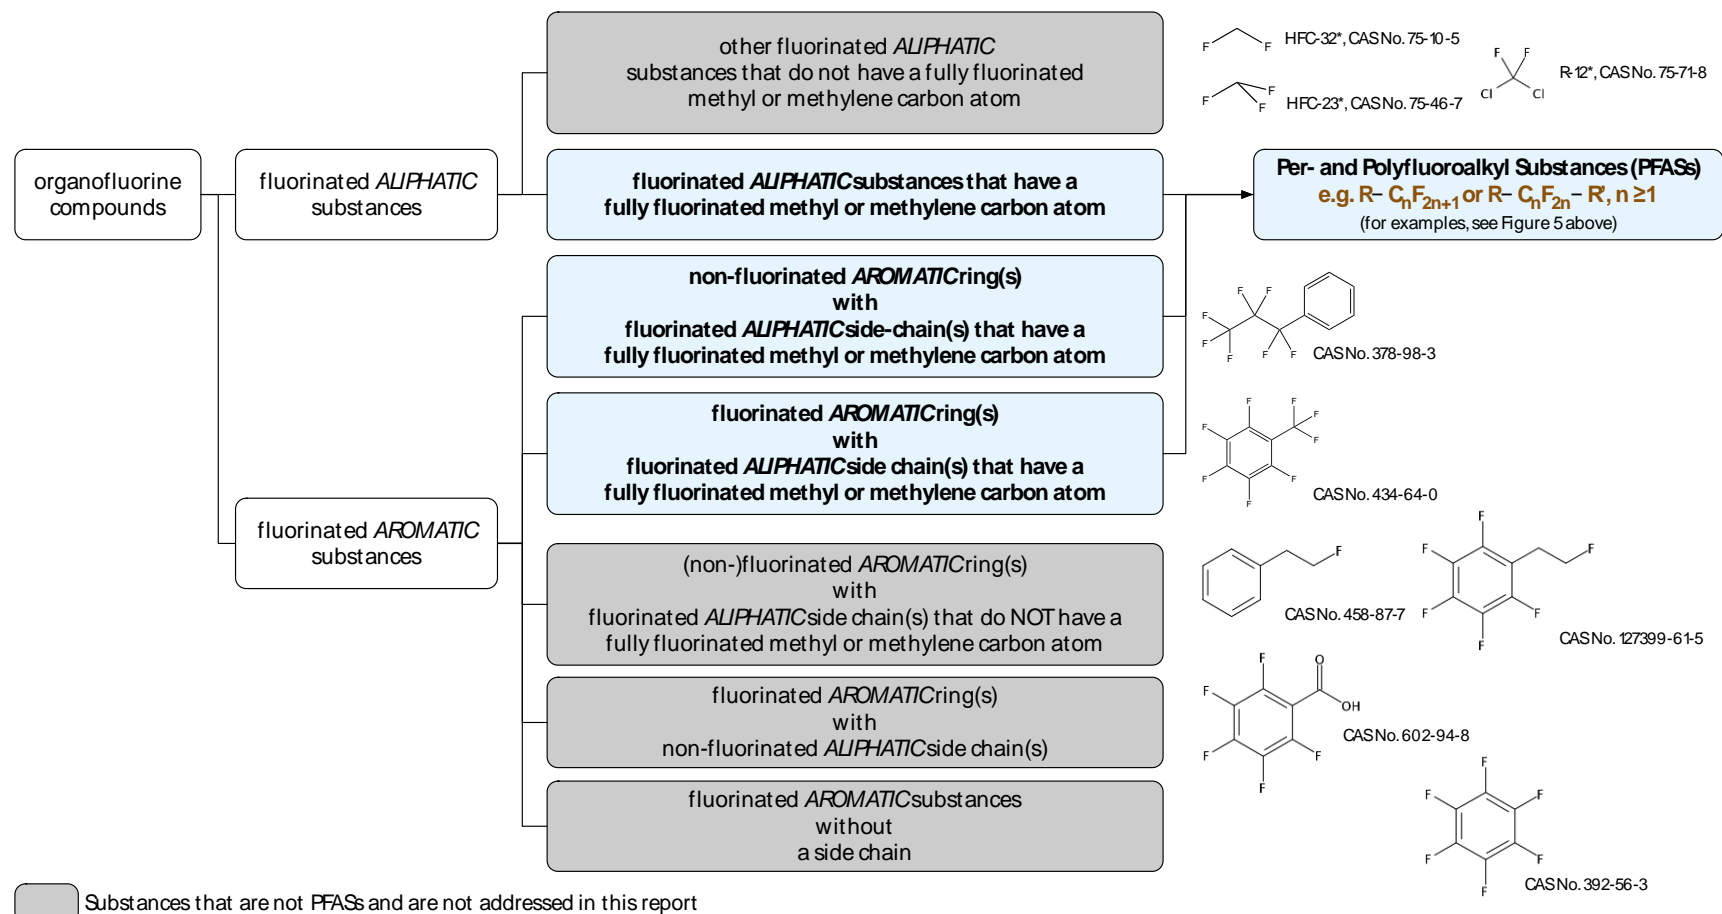 organofluorine
compounds
fluorinated ALIPHATIC
substances
fluorinated AROMATIC
substances
other fluorinated ALIPHATIC
substances that do not have a fully fluorinated
methyl or methylene carbon atom
fluorinated ALIPHATIC substances that have a
fully fluorinated methyl or methylene carbon atom
non-fluorinated AROMATIC ring(s)
with
fluorinated ALIPHATIC side-chain(s) that have a
fully fluorinated methyl or methylene carbon atom
fluorinated AROMATIC ring(s)
with
fluorinated ALIPHATIC side chain(s) that have a
fully fluorinated methyl or methylene carbon atom
(non-)fluorinated AROMATIC ring(s)
with
fluorinated ALIPHATIC side chain(s) that do NOT have a
fully fluorinated methyl or methylene carbon atom
fluorinated AROMATIC ring(s)
with
non-fluorinated ALIPHATIC side chain(s)
fluorinated AROMATIC substances
without
a side chain
F F HFC-32*, CAS No. 75-10-5
F F F HFC-23*, CAS No. 75-46-7
F F Cl Cl R-12*, CAS No. 75-71-8
Per- and Polyfluoroalkyl Substances (PFASs)
e.g. R– CnF2n+1 or R– CnF2n– R', n ≥1
(for examples, see Figure 5 above)
F F F F F F F
CAS No. 378-98-3
F F F F F F F F
CAS No. 434-64-0
F
CAS No. 458-87-7
F F F F F F
CAS No. 127399-61-5
F F F F F O OH
CAS No. 602-94-8
F F F F F F
CAS No. 392-56-3
Substances that are not PFASs and are not addressed in this report